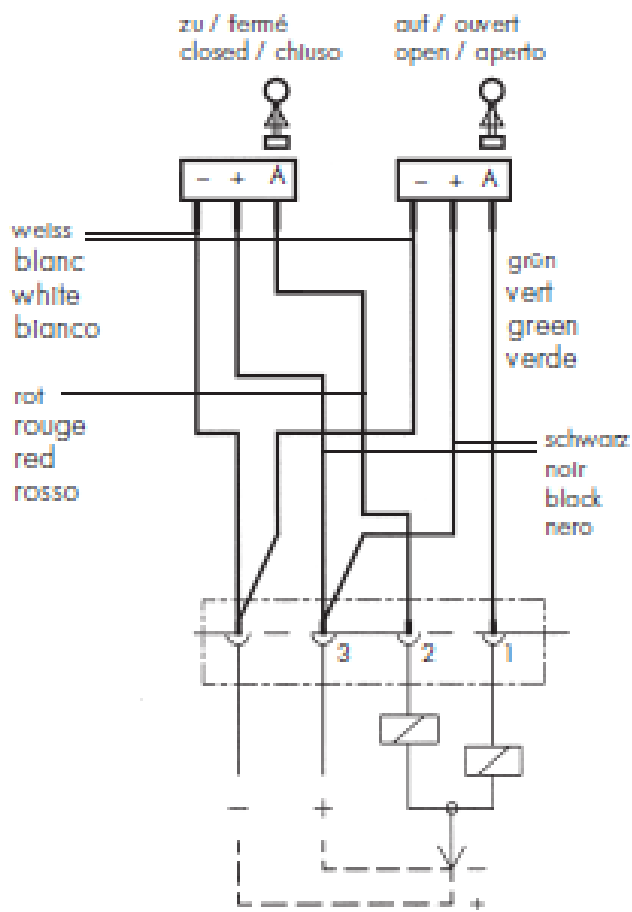 zu / fermé
closed / chiuso
auf / ouvert
open / aperto
- + A
- + A
weiss
blanc
white
bianco
grün
vert
green
verde
rot
rouge
red
rosso
schwarz
noir
black
nero
3 2 1
- +
-
+